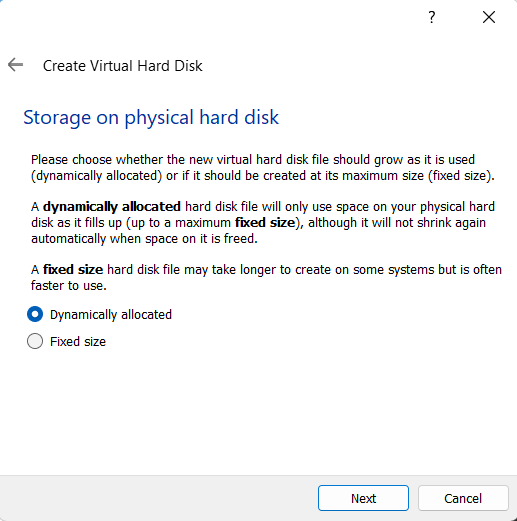 ?
Create Virtual Hard Disk
Storage on physical hard disk
Please choose whether the new virtual hard disk file should grow as it is used
(dynamically allocated) or if it should be created at its maximum size (fixed size).
A dynamically allocated hard disk file will only use space on your physical hard
disk as it fills up (up to a maximum fixed size), although it will not shrink again
automatically when space on it is freed.
A fixed size hard disk file may take longer to create on some systems but is often
faster to use.
Dynamically allocated
Fixed size
Next Cancel